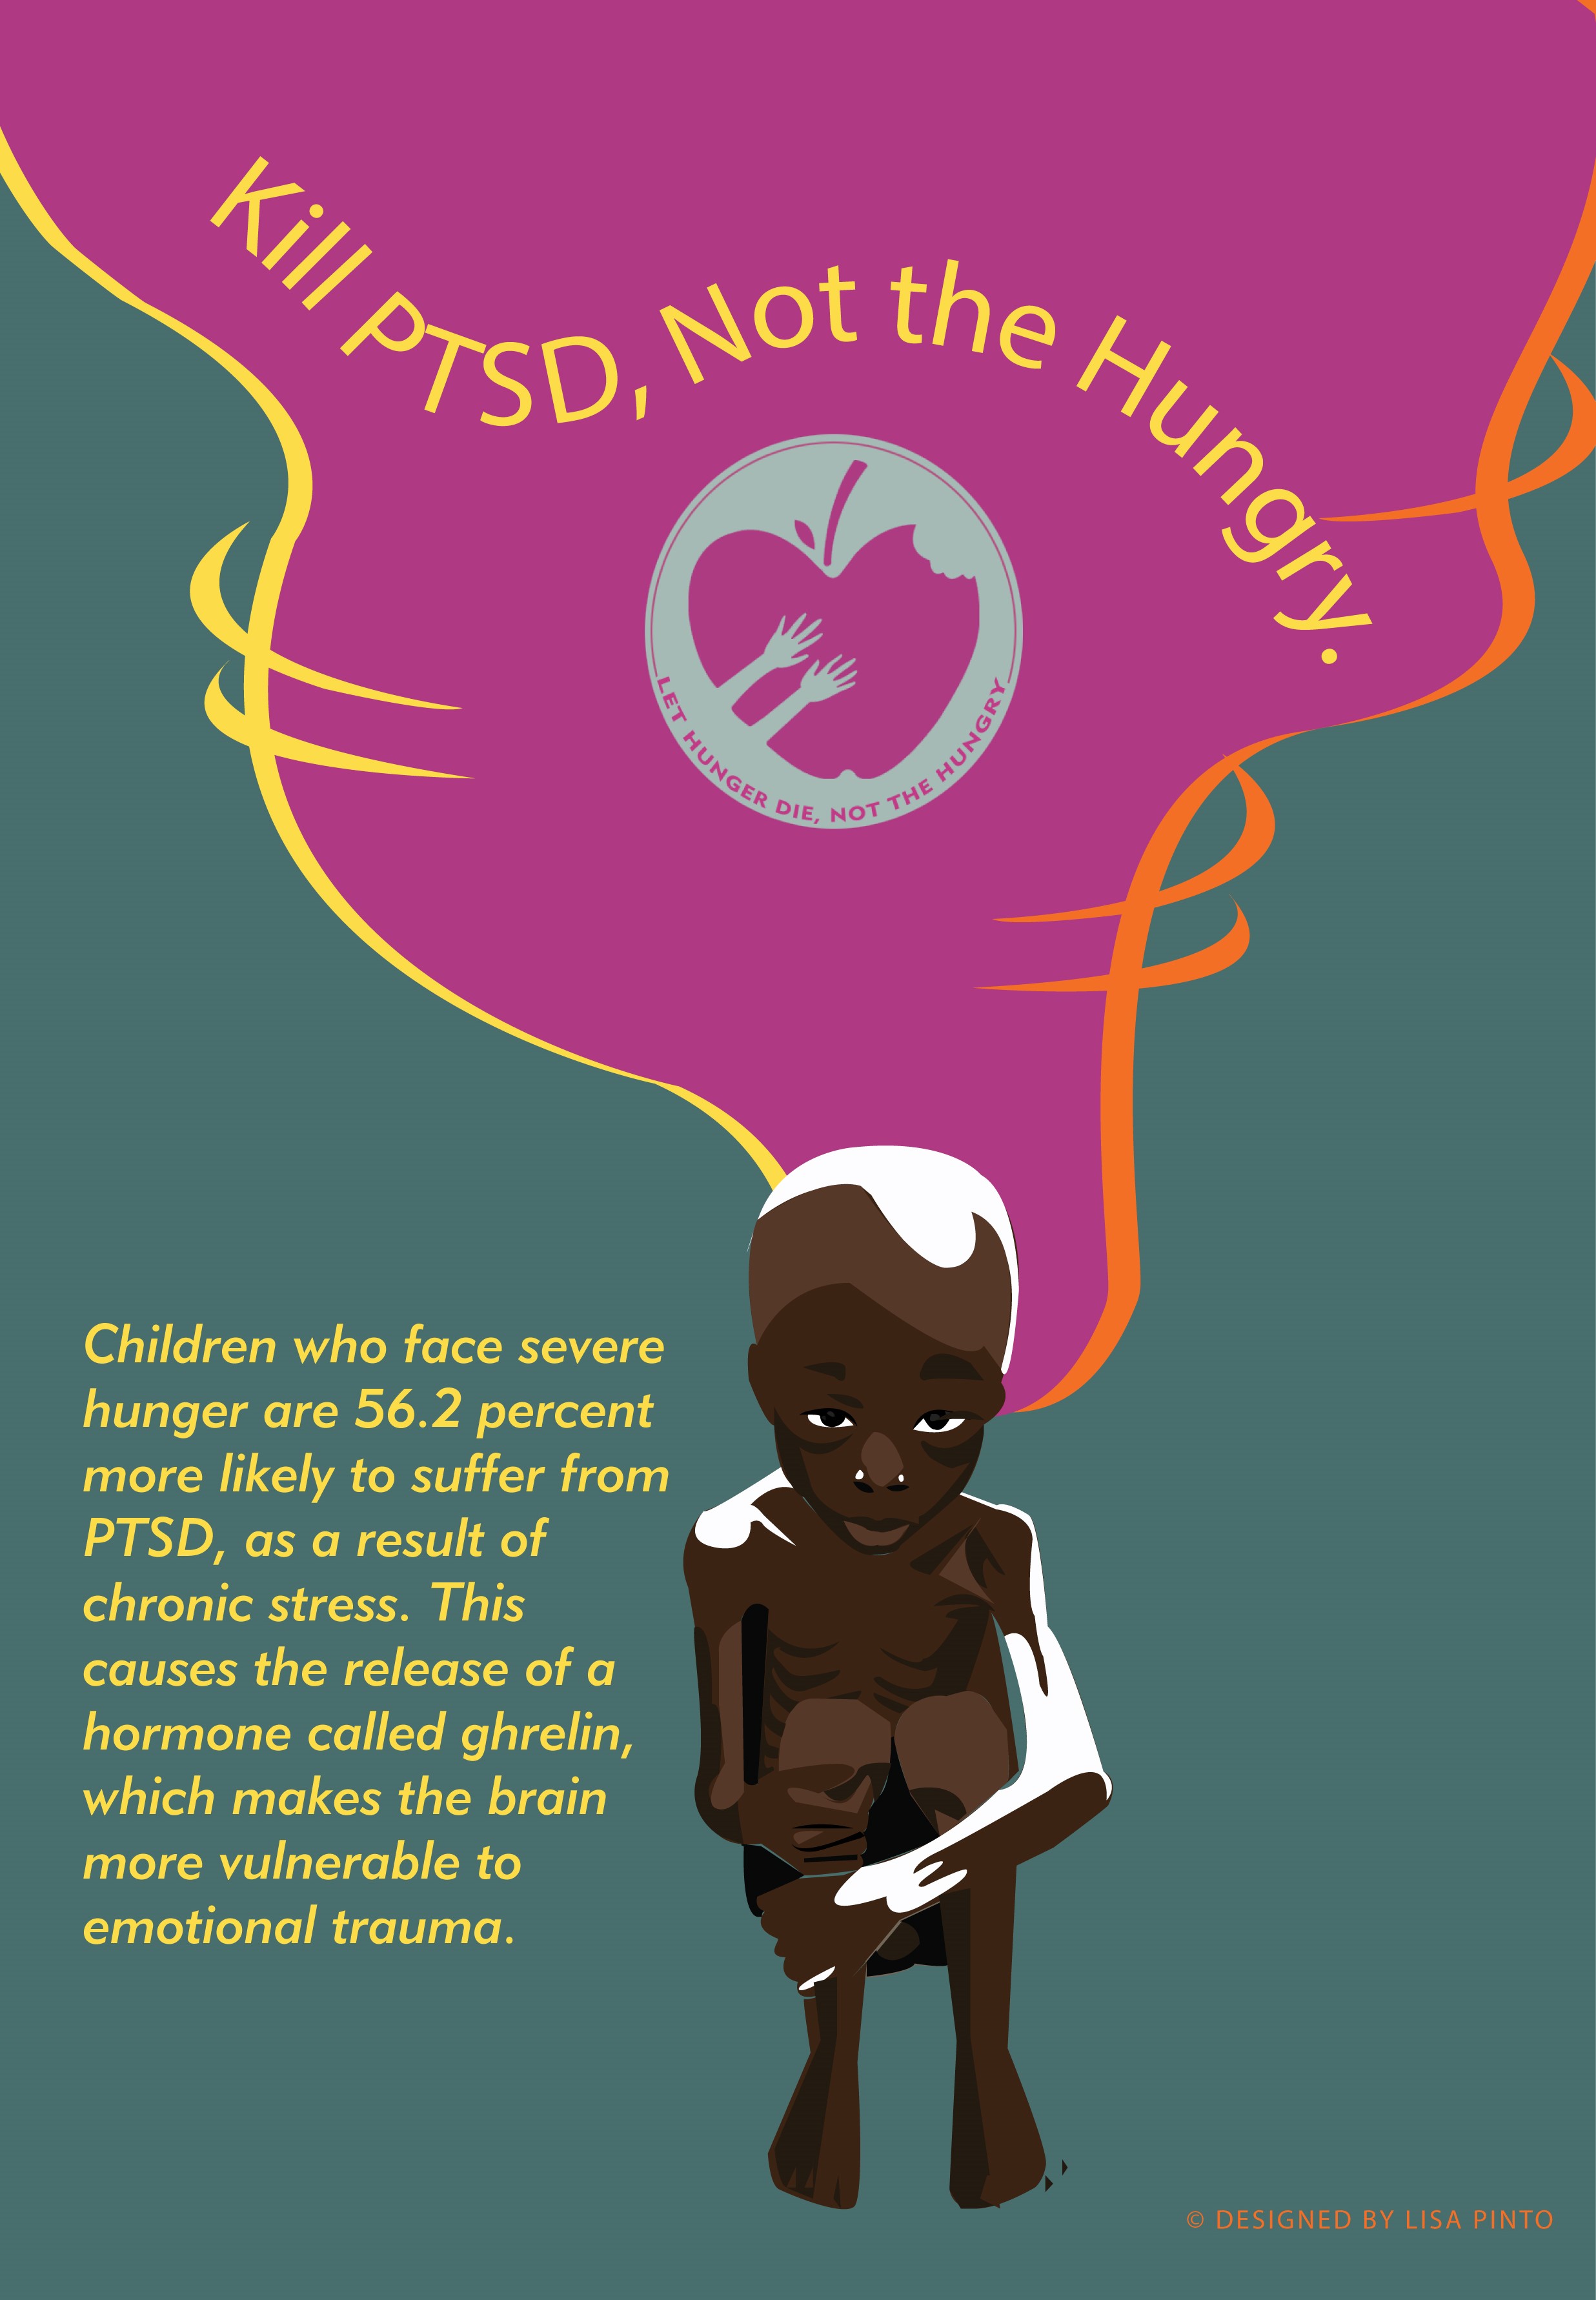 Kill PTSD, Not the Hungry.
LET HUNGER DIE, NOT THE HUNGRY
Children who face severe
hunger are 56.2 percent
more likely to suffer from
PTSD, as a result of
chronic stress. This
causes the release of a
hormone called ghrelin,
which makes the brain
more vulnerable to
emotional trauma.
© DESIGNED BY LISA PINTO